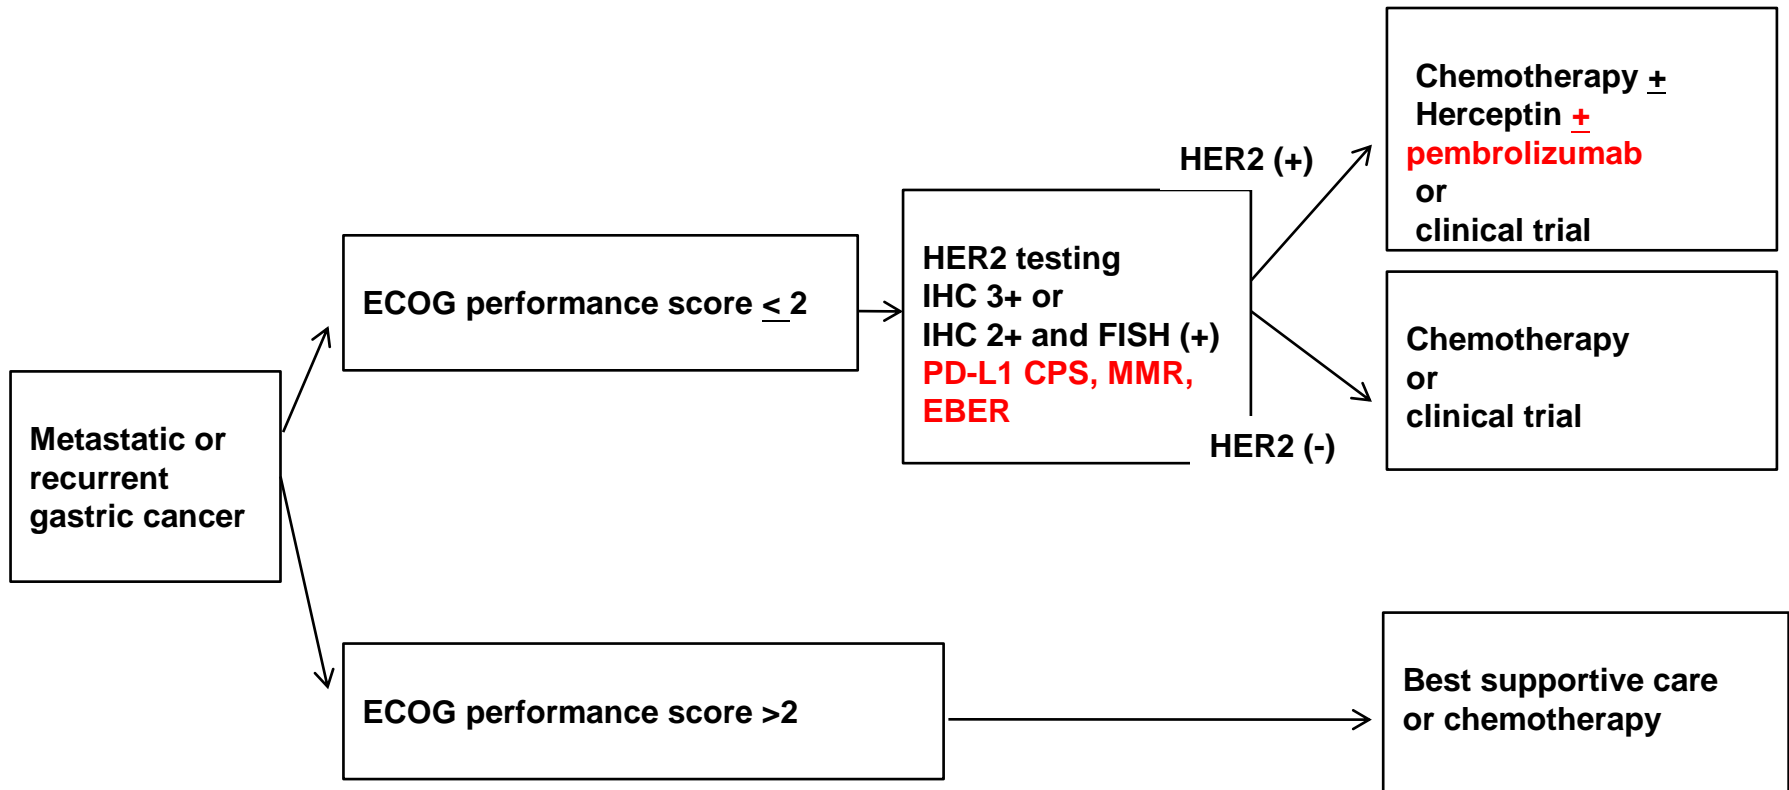 Metastatic or
recurrent
gastric cancer
ECOG performance score ≤ 2
HER2 testing
IHC 3+ or
IHC 2+ and FISH (+)
PD-L1 CPS, MMR,
EBER
HER2 (+)
Chemotherapy ±
Herceptin ±
pembrolizumab
or
clinical trial
HER2 (-)
Chemotherapy
or
clinical trial
ECOG performance score >2
Best supportive care
or chemotherapy